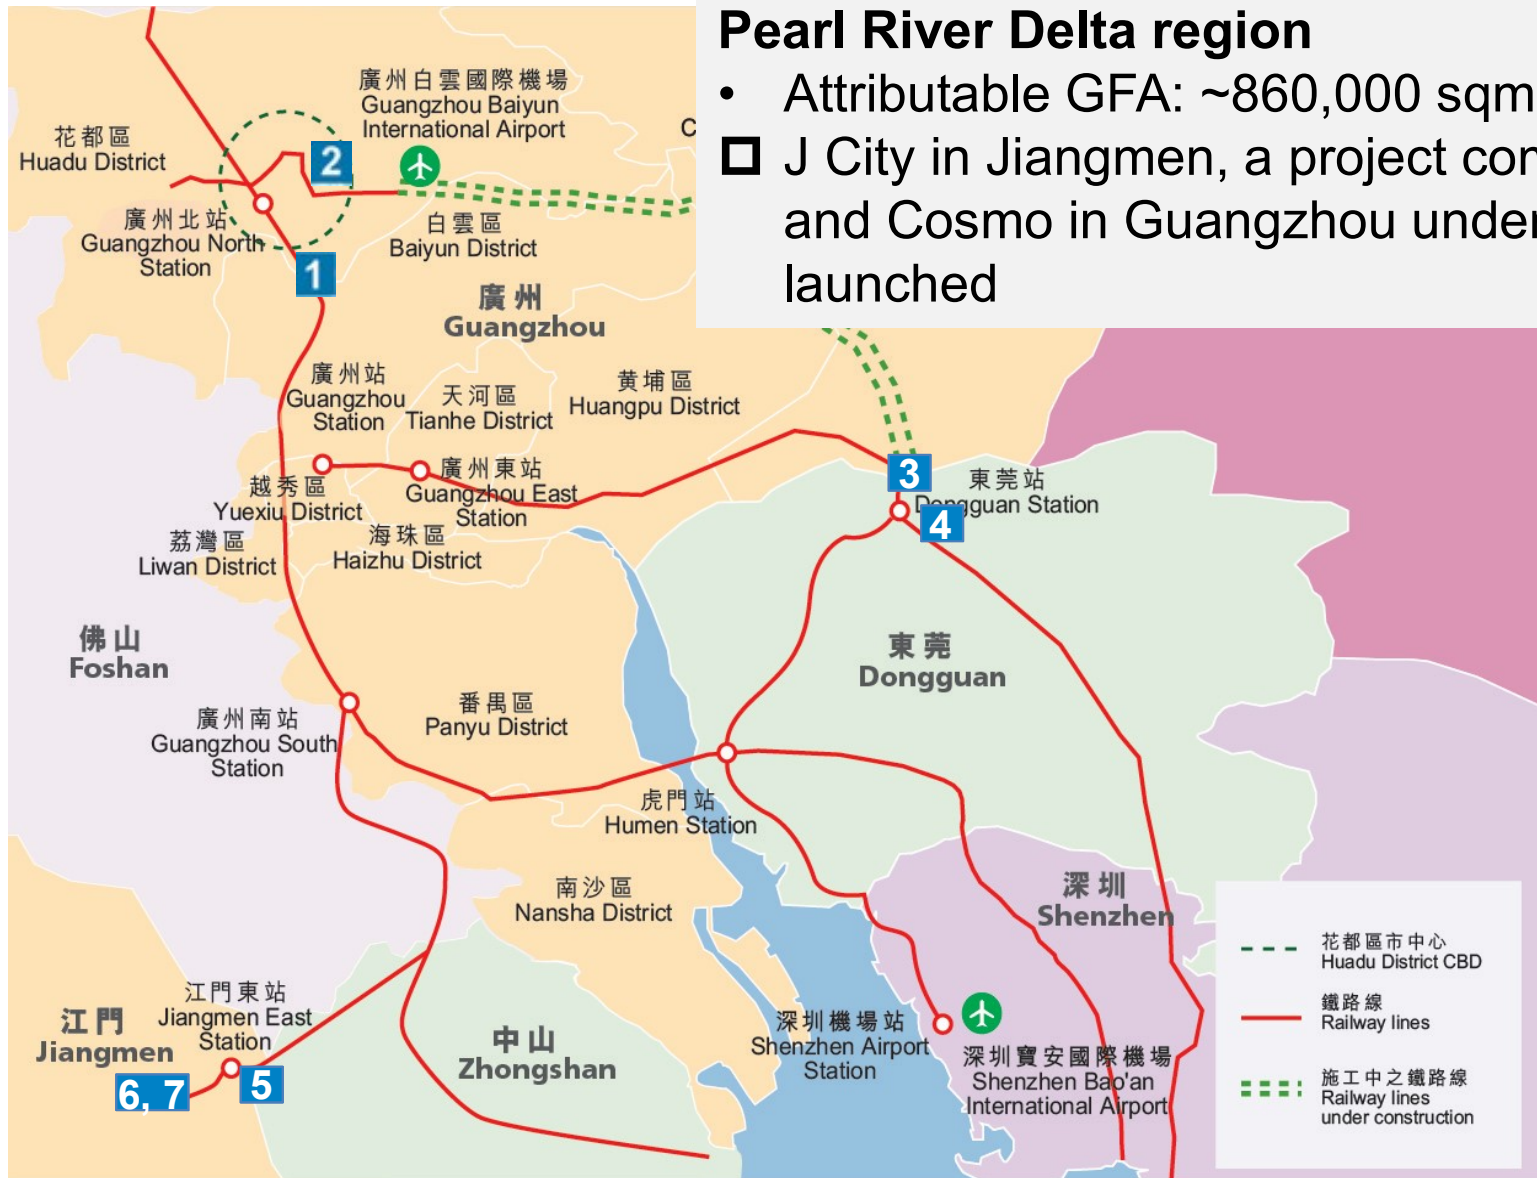 Pearl River Delta region
• Attributable GFA: ~860,000 sqm
J City in Jiangmen, a project con
and Cosmo in Guangzhou under
launched
廣州白雲國際機場
Guangzhou Baiyun
International Airport
C
花都區
Huadu District
2
廣州北站
Guangzhou North
Station
白雲區
Baiyun District
1
廣州
Guangzhou
廣州站
Guangzhou
Station
天河區
Tianhe District
黄埔區
Huangpu District
越秀區
Yuexiu District
廣州東站
Guangzhou East
Station
3
東莞站
Dongguan Station
4
荔灣區
Liwan District
海珠區
Haizhu District
佛山
Foshan
東莞
Dongguan
廣州南站
Guangzhou South
Station
番禺區
Panyu District
虎門站
Humen Station
南沙區
Nansha District
深圳
Shenzhen
江門東站
Jiangmen East
Station
江門
Jiangmen
6, 7
5
中山
Zhongshan
深圳機場站
Shenzhen Airport
Station
深圳寶安國際機場
Shenzhen Bao'an
International Airport
花都區市中心
Huadu District CBD
鐵路線
Railway lines
施工中之鐵路線
Railway lines
under construction